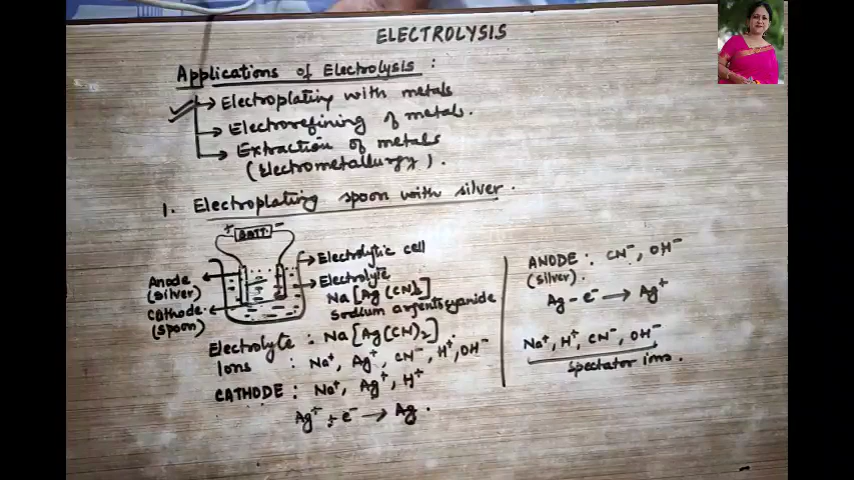 ELECTROLYSIS
Applications of Electrolysis :
→ Electroplating with metals
→ Electrorefining of metals.
→ Extraction of metals
(Electrometallurgy).
1. Electroplating spoon with silver.
+ BATT. -
Electrolytic cell
Electrolyte
Na[Ag(CN)2]
Sodium argentocyanide
Anode (silver)
Cathode. (spoon)
Electrolyte : Na[Ag(CN)2]
Ions : Na+, Ag+, CN-, H+, OH-
CATHODE : Na+, Ag+, H+
Ag+ + e- → Ag.
ANODE : CN-, OH-
(silver).
Ag - e- → Ag+
Na+, H+, CN-, OH-
spectator ions.